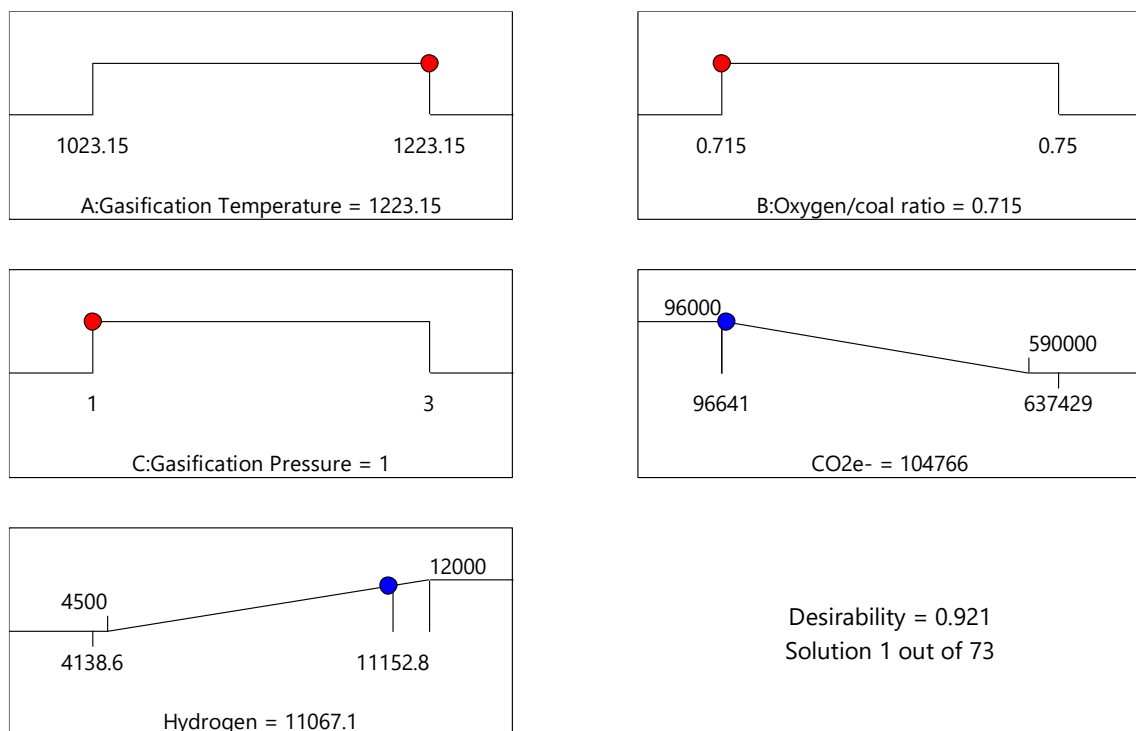 1023.15
1223.15
A:Gasification Temperature = 1223.15
0.715
0.75
B:Oxygen/coal ratio = 0.715
1
3
C:Gasification Pressure = 1
96000
590000
96641
637429
CO2e- = 104766
12000
4500
4138.6
11152.8
Hydrogen = 11067.1
Desirability = 0.921
Solution 1 out of 73